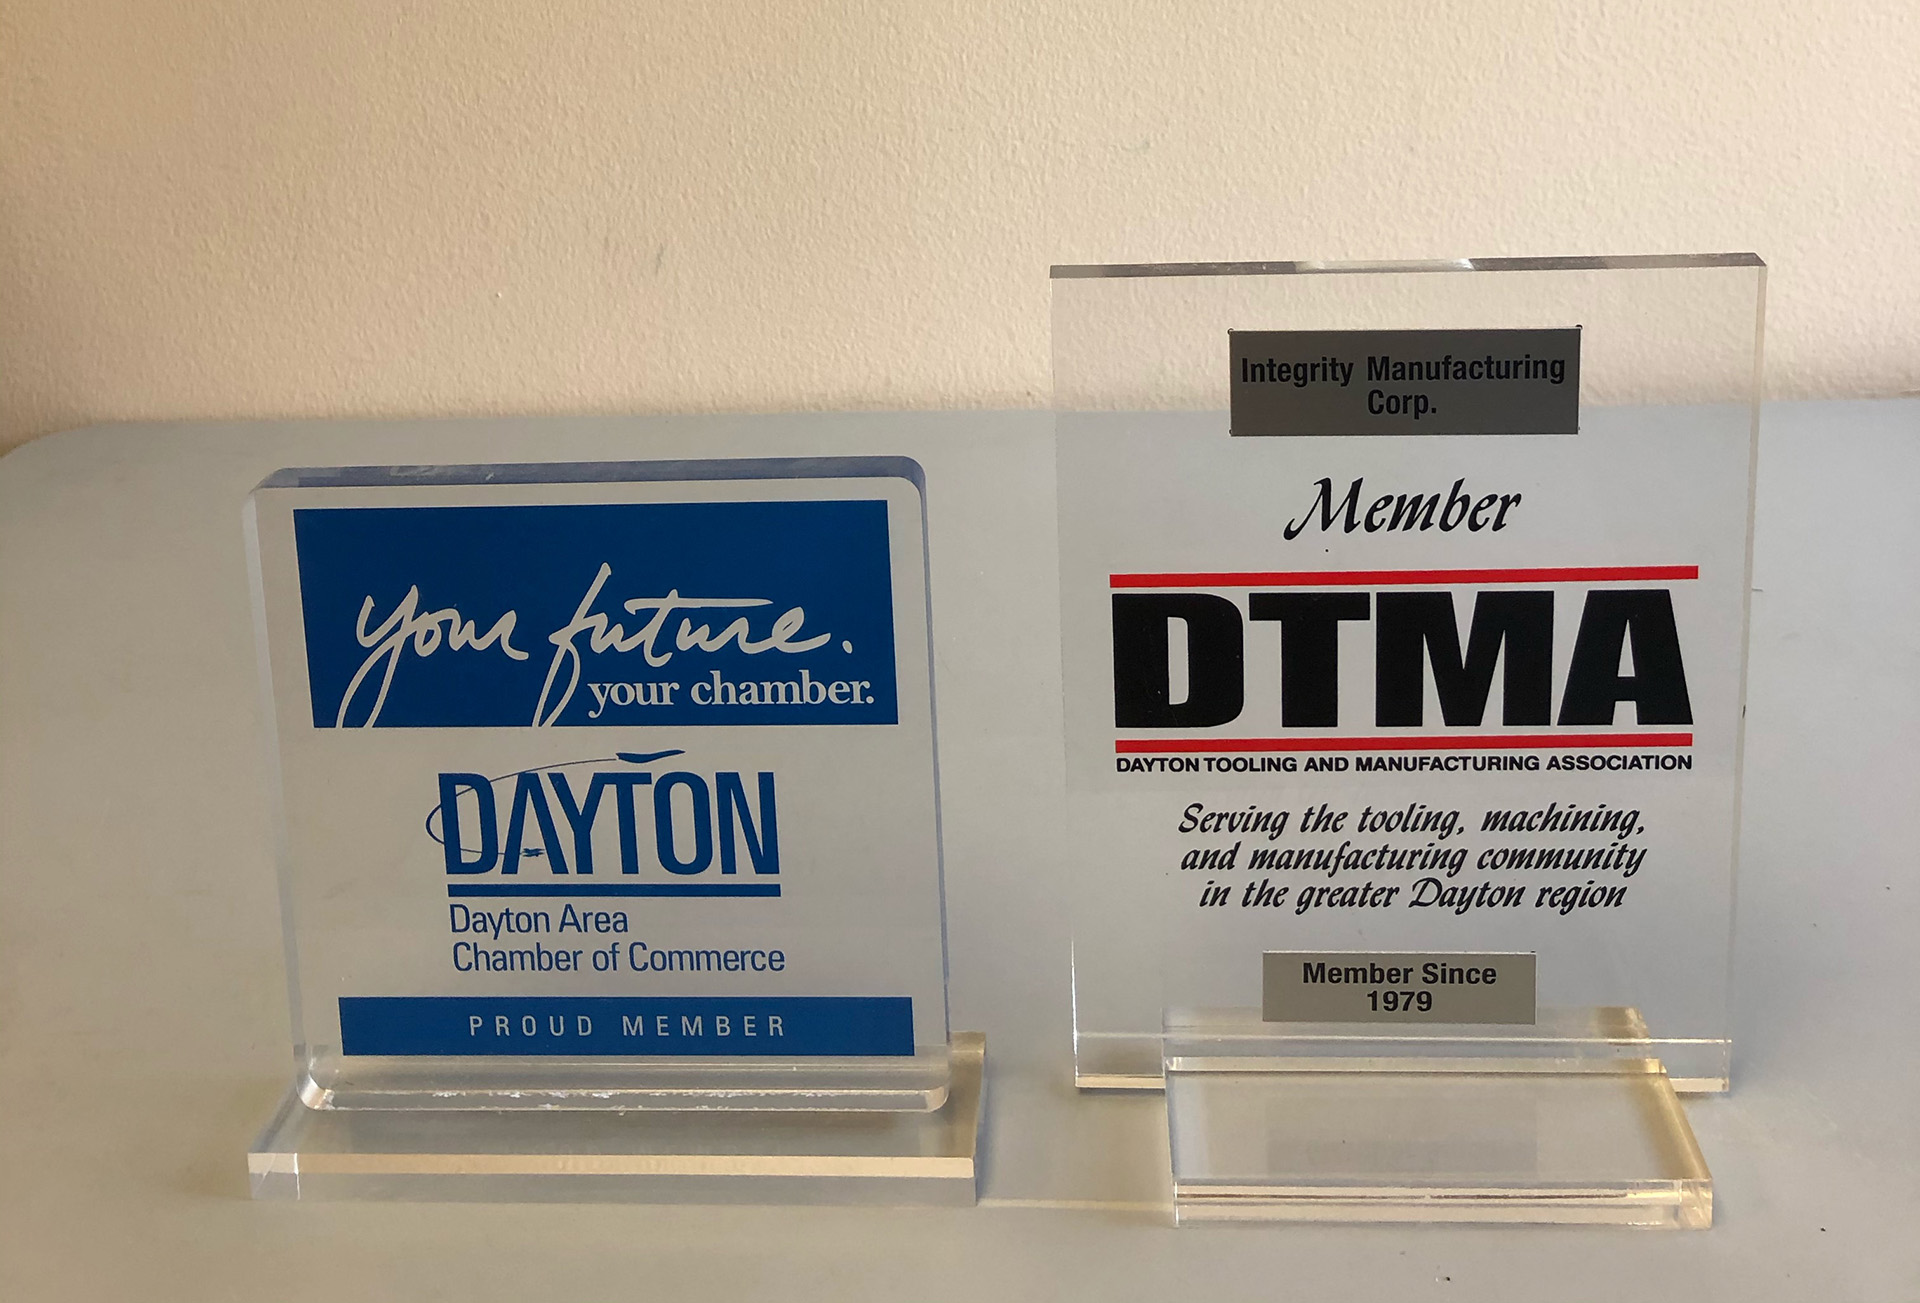 your future.
your chamber.
DAYTON
Dayton Area
Chamber of Commerce
PROUD MEMBER
Integrity Manufacturing
Corp.
Member
DTMA
DAYTON TOOLING AND MANUFACTURING ASSOCIATION
Serving the tooling, machining,
and manufacturing community
in the greater Dayton region
Member Since
1979